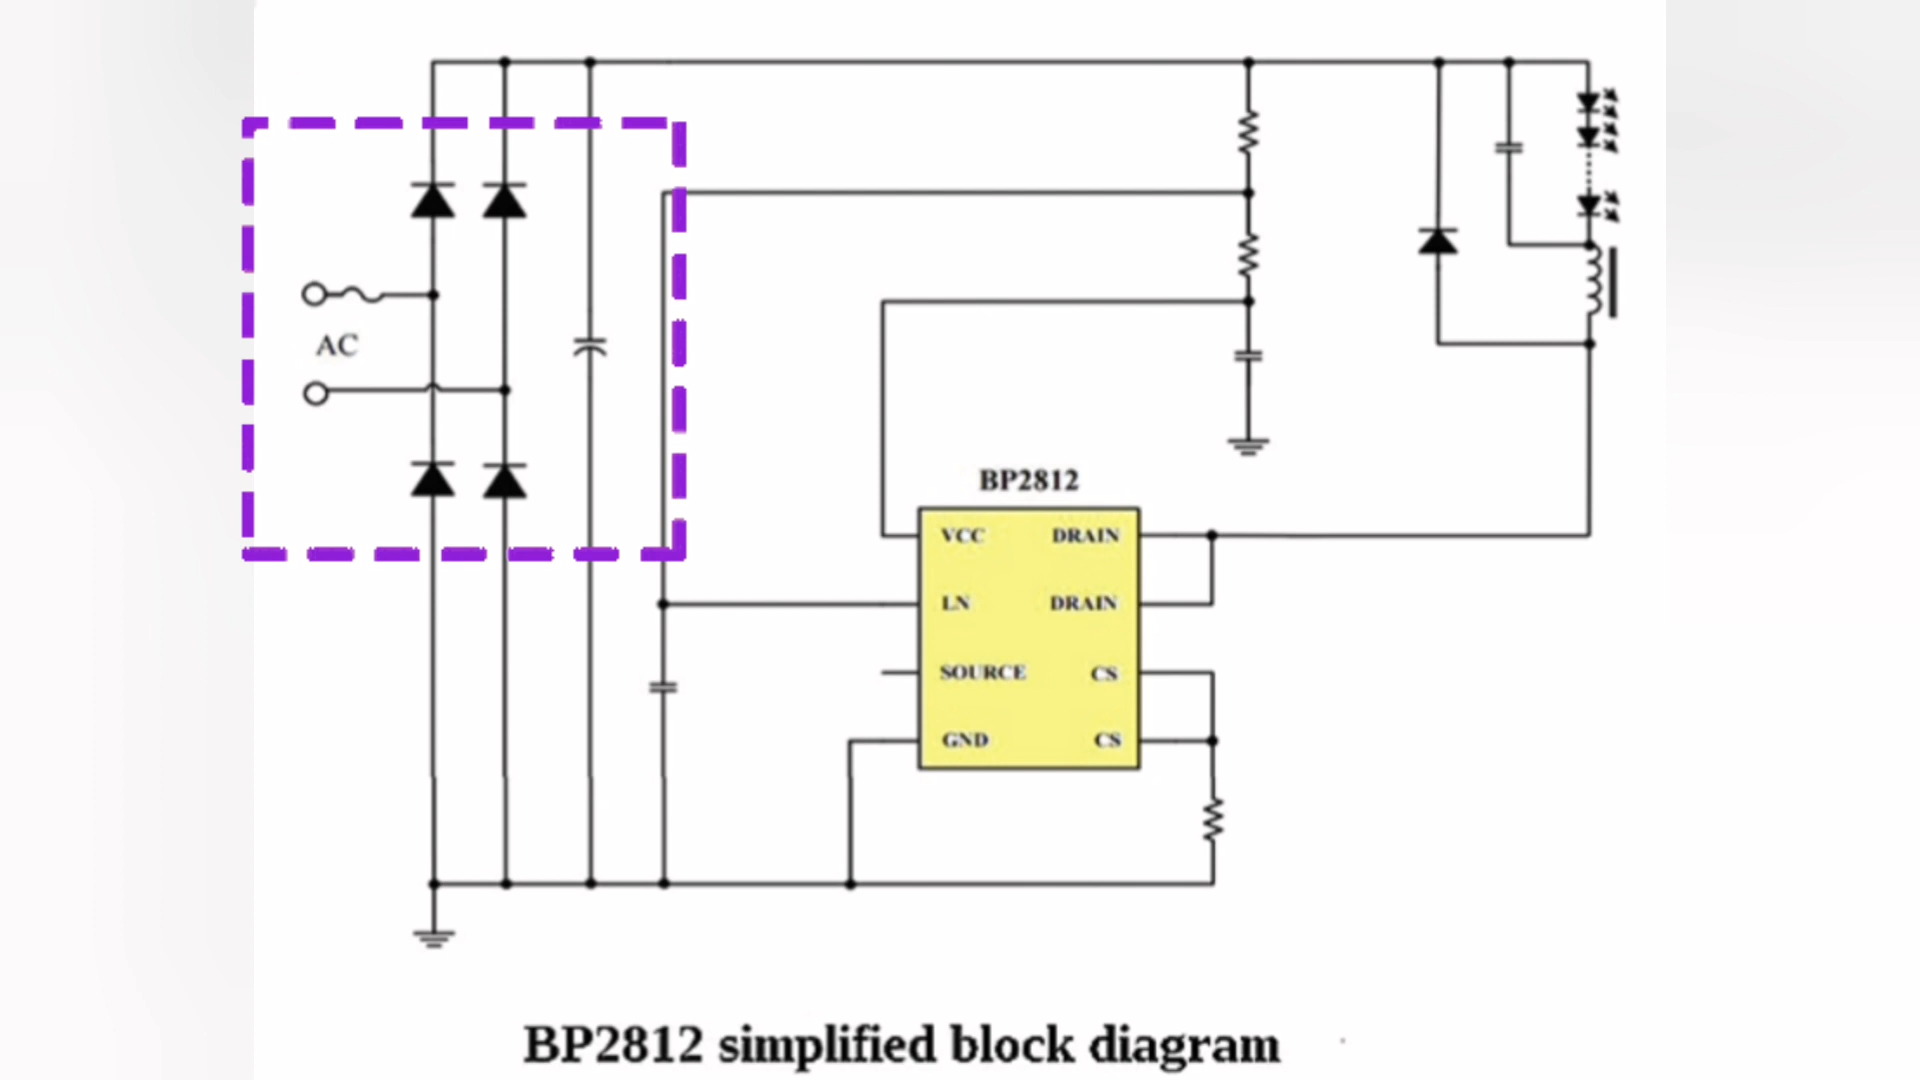 AC
BP2812
VCC DRAIN
LN DRAIN
SOURCE CS
GND CS
BP2812 simplified block diagram